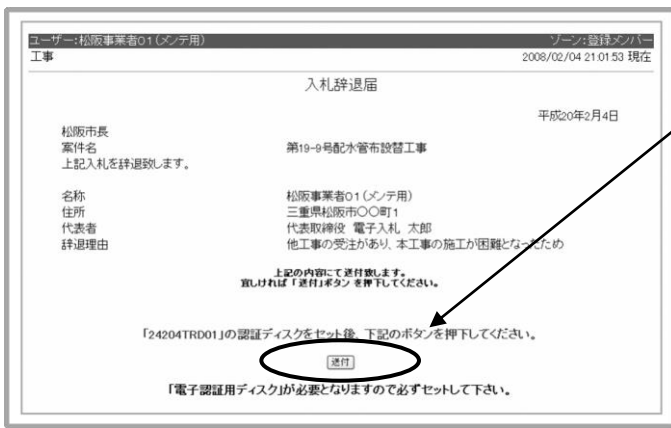 ユーザー:松阪事業者01(メンテ用) ゾーン:登録メンバー
工事 2008/02/04 21:01:53 現在
入札辞退届
平成20年2月4日
松阪市長
案件名 第19-9号配水管布設替工事
上記入札を辞退致します。
名称 松阪事業者01(メンテ用)
住所 三重県松阪市〇〇町1
代表者 代表取締役 電子入札 太郎
辞退理由 他工事の受注があり、本工事の施工が困難となったため
上記の内容にて送付致します。
宜しければ「送付」ボタンを押下してください。
「24204TRD01」の認証ディスクをセット後、下記のボタンを押下してください。
送付
「電子認証用ディスク」が必要となりますので必ずセットして下さい。